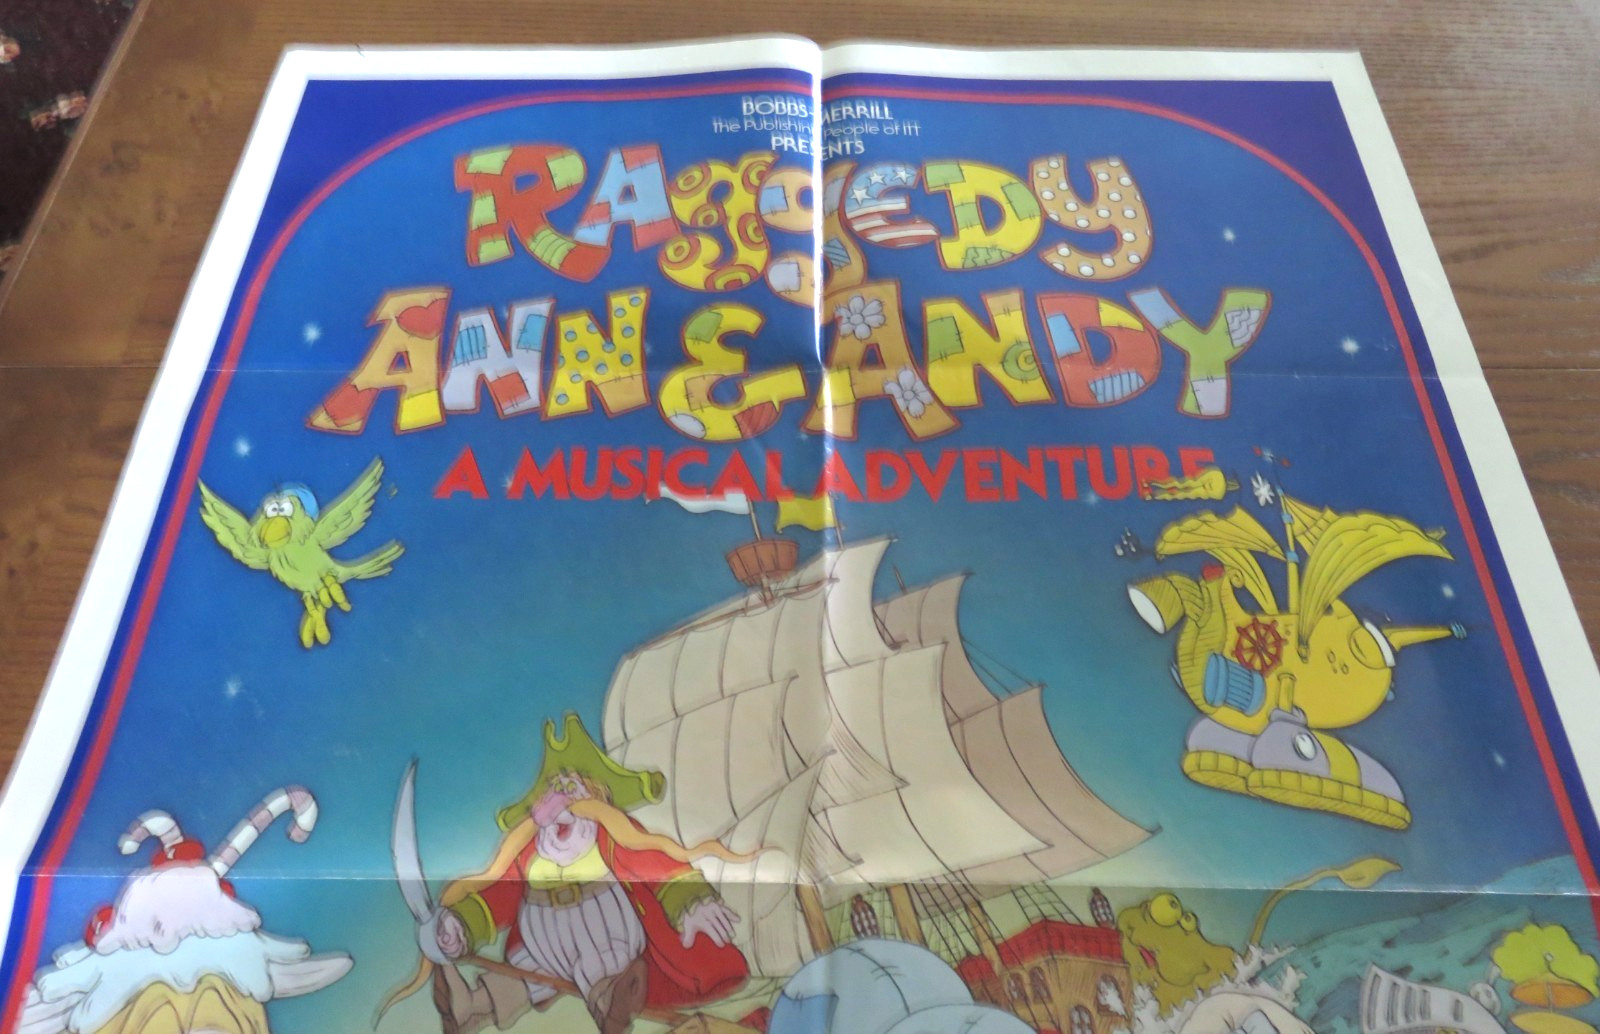 BOBBS-MERRILL
The Publishing People of ITT
PRESENTS
RAGGEDY
ANN & ANDY
A MUSICAL ADVENTURE